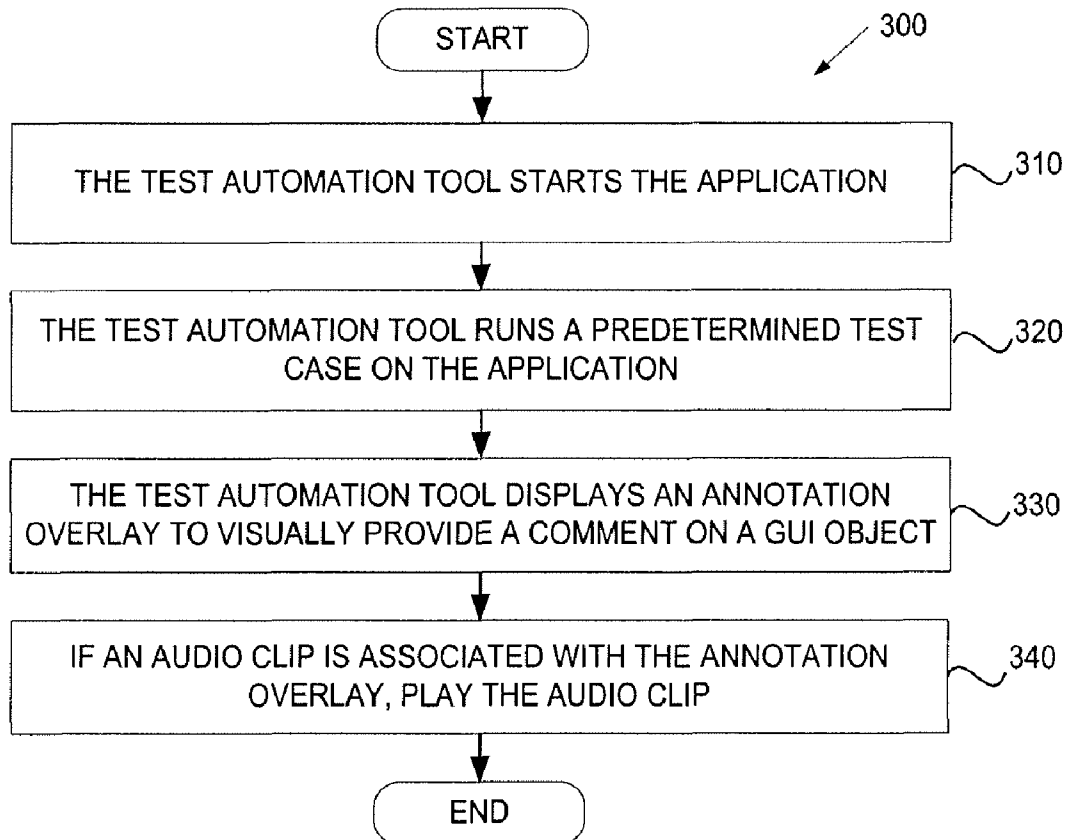 START
300
THE TEST AUTOMATION TOOL STARTS THE APPLICATION
310
THE TEST AUTOMATION TOOL RUNS A PREDETERMINED TEST
CASE ON THE APPLICATION
320
THE TEST AUTOMATION TOOL DISPLAYS AN ANNOTATION
OVERLAY TO VISUALLY PROVIDE A COMMENT ON A GUI OBJECT
330
IF AN AUDIO CLIP IS ASSOCIATED WITH THE ANNOTATION
OVERLAY, PLAY THE AUDIO CLIP
340
END